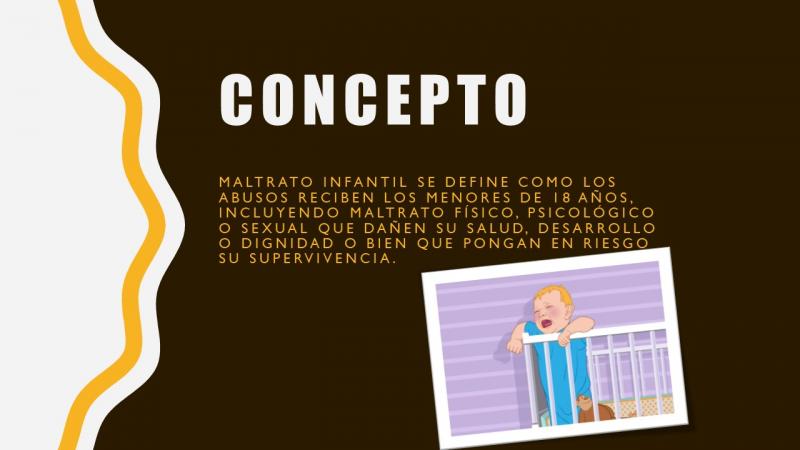 CONCEPTO
MALTRATO INFANTIL SE DEFINE COMO LOS
ABUSOS RECIBEN LOS MENORES DE 18 AÑOS,
INCLUYENDO MALTRATO FÍSICO, PSICOLÓGICO
O SEXUAL QUE DAÑEN SU SALUD, DESARROLLO
O DIGNIDAD O BIEN QUE PONGAN EN RIESGO
SU SUPERVIVENCIA.